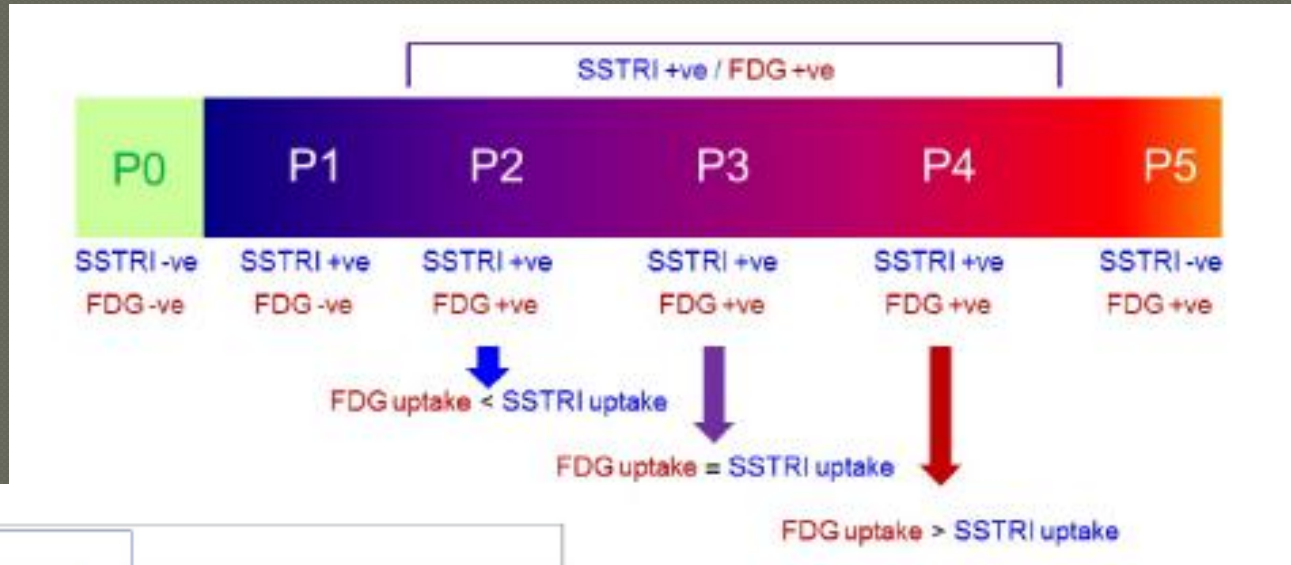 SSTRI +ve / FDG +ve
P0 P1 P2 P3 P4 P5
SSTRI -ve SSTRI +ve SSTRI +ve SSTRI +ve SSTRI +ve SSTRI -ve
FDG -ve FDG -ve FDG +ve FDG +ve FDG +ve FDG +ve
FDG uptake < SSTRI uptake
FDG uptake = SSTRI uptake
FDG uptake > SSTRI uptake